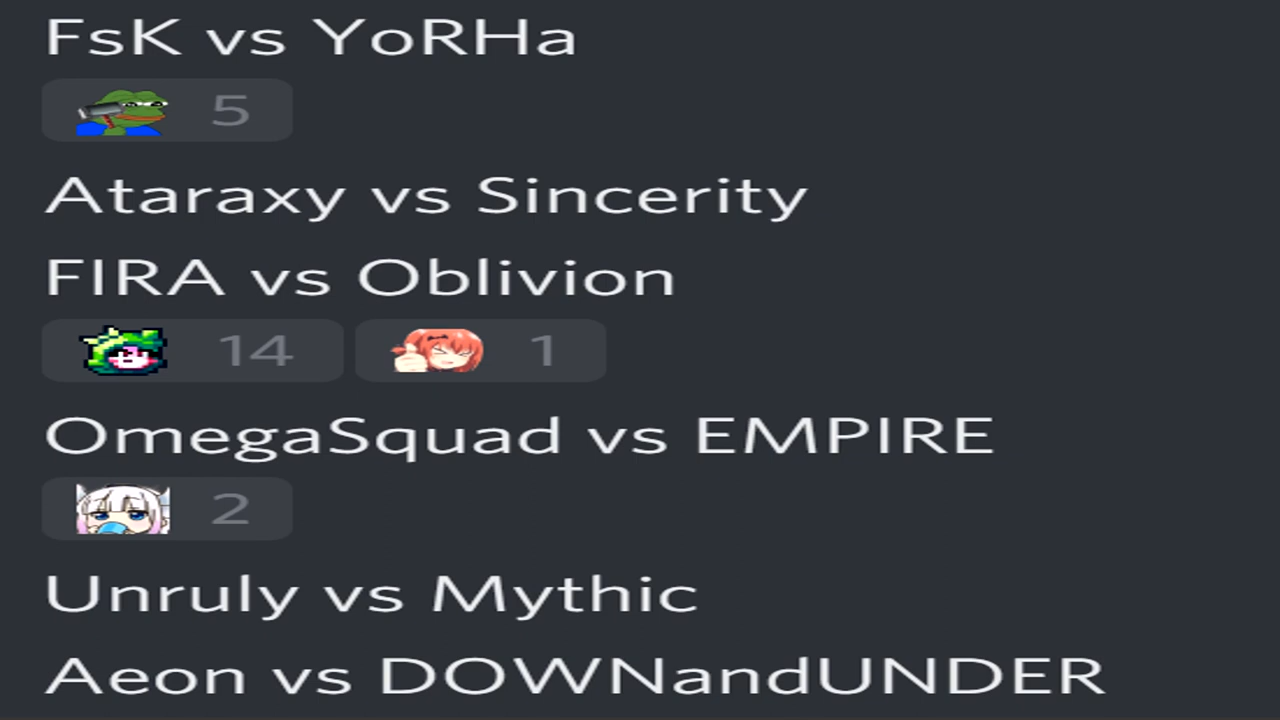 FsK vs YoRHa
5
Ataraxy vs Sincerity
FIRA vs Oblivion
14 1
OmegaSquad vs EMPIRE
2
Unruly vs Mythic
Aeon vs DOWNandUNDER